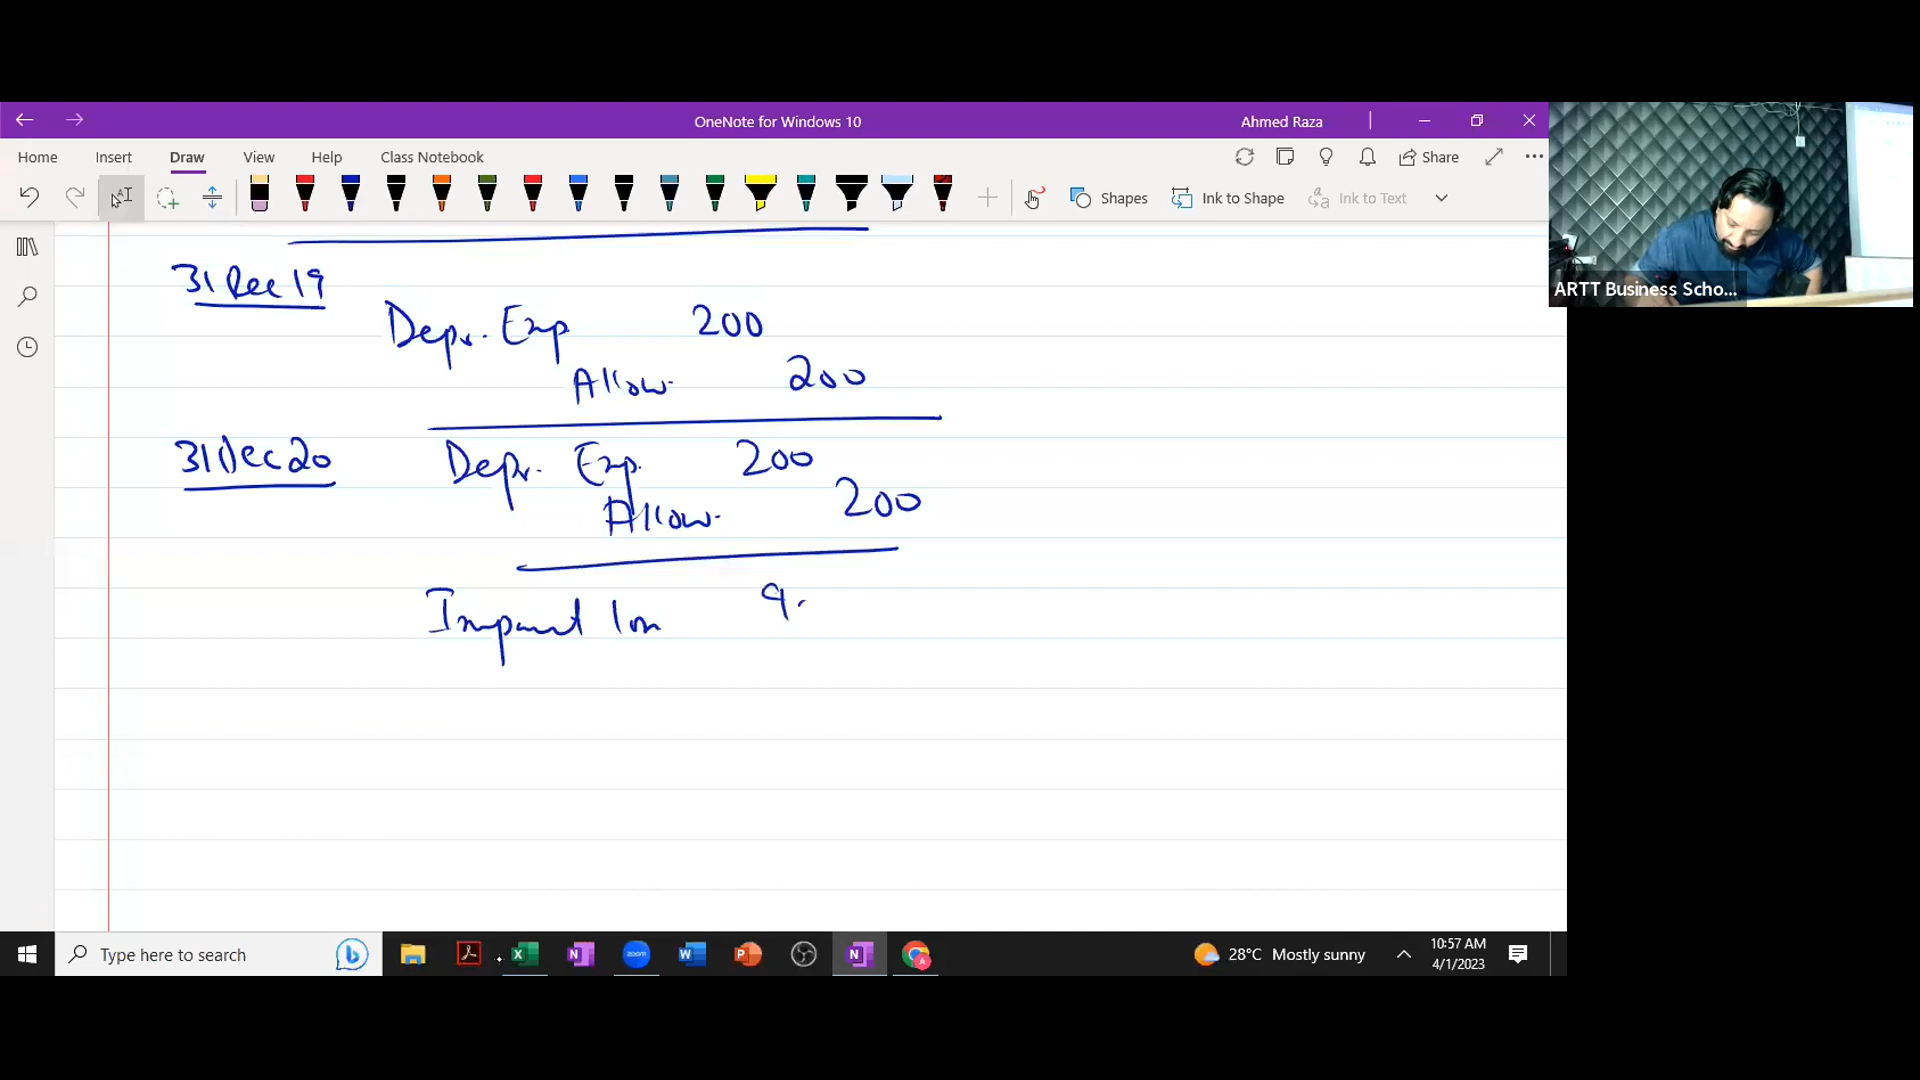 OneNote for Windows 10
Ahmed Raza
Home Insert Draw View Help Class Notebook
Share
Shapes
Ink to Shape
Ink to Text
ARTT Business Scho...
31 Dec 19
Depr. Exp 200
Allow. 200
31 Dec 20
Depr. Exp. 200
Allow. 200
9.
Type here to search
28°C Mostly sunny
10:57 AM
4/1/2023